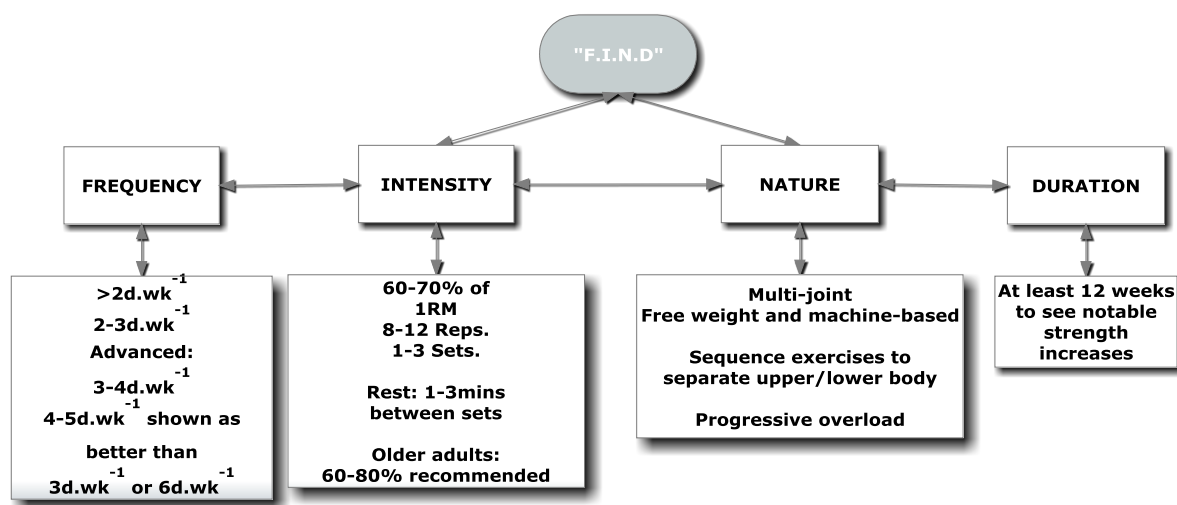 "F.I.N.D"
FREQUENCY
INTENSITY
NATURE
DURATION
>2d.wk⁻¹
2-3d.wk⁻¹
Advanced:
3-4d.wk⁻¹
4-5d.wk⁻¹ shown as
better than
3d.wk⁻¹ or 6d.wk⁻¹
60-70% of
1RM
8-12 Reps.
1-3 Sets.
Rest: 1-3mins
between sets
Older adults:
60-80% recommended
Multi-joint
Free weight and machine-based
Sequence exercises to
separate upper/lower body
Progressive overload
At least 12 weeks
to see notable
strength
increases